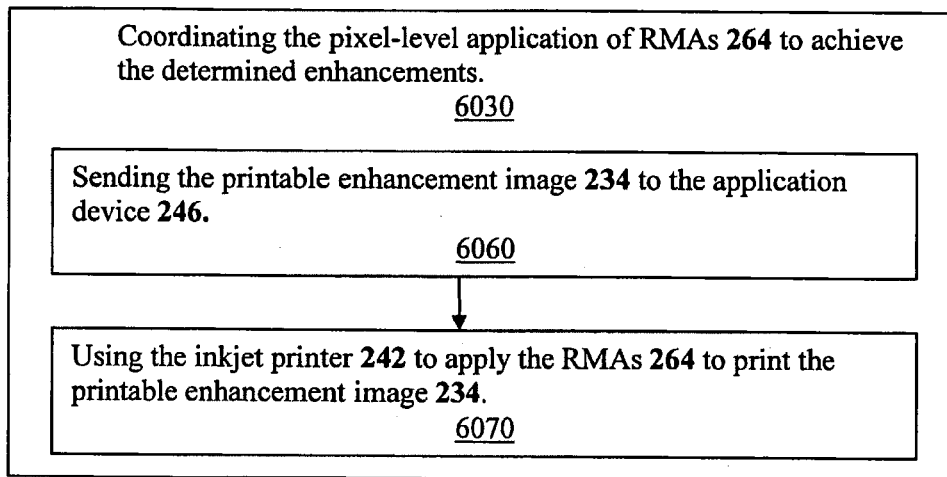 Coordinating the pixel-level application of RMAs 264 to achieve
the determined enhancements.
6030
Sending the printable enhancement image 234 to the application
device 246.
6060
Using the inkjet printer 242 to apply the RMAs 264 to print the
printable enhancement image 234.
6070